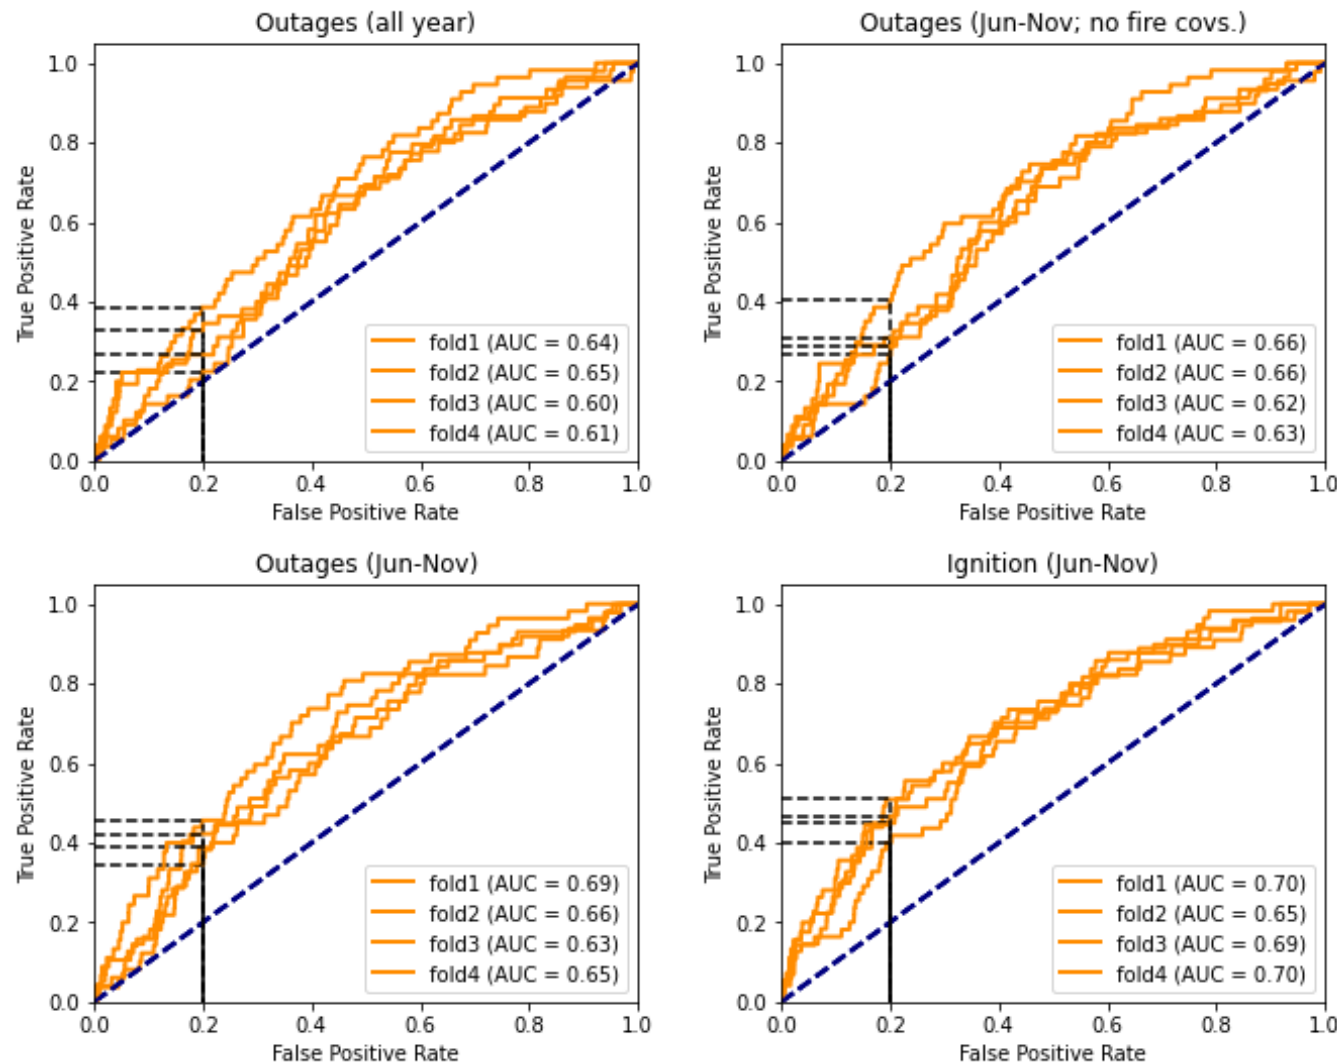 Outages (all year)
1.0
0.8
0.6
0.4
0.2
0.0
True Positive Rate
fold1 (AUC = 0.64)
fold2 (AUC = 0.65)
fold3 (AUC = 0.60)
fold4 (AUC = 0.61)
0.0 0.2 0.4 0.6 0.8 1.0
False Positive Rate
Outages (Jun-Nov; no fire covs.)
1.0
0.8
0.6
0.4
0.2
0.0
True Positive Rate
fold1 (AUC = 0.66)
fold2 (AUC = 0.66)
fold3 (AUC = 0.62)
fold4 (AUC = 0.63)
0.0 0.2 0.4 0.6 0.8 1.0
False Positive Rate
Outages (Jun-Nov)
1.0
0.8
0.6
0.4
0.2
0.0
True Positive Rate
fold1 (AUC = 0.69)
fold2 (AUC = 0.66)
fold3 (AUC = 0.63)
fold4 (AUC = 0.65)
0.0 0.2 0.4 0.6 0.8 1.0
False Positive Rate
Ignition (Jun-Nov)
1.0
0.8
0.6
0.4
0.2
0.0
True Positive Rate
fold1 (AUC = 0.70)
fold2 (AUC = 0.65)
fold3 (AUC = 0.69)
fold4 (AUC = 0.70)
0.0 0.2 0.4 0.6 0.8 1.0
False Positive Rate